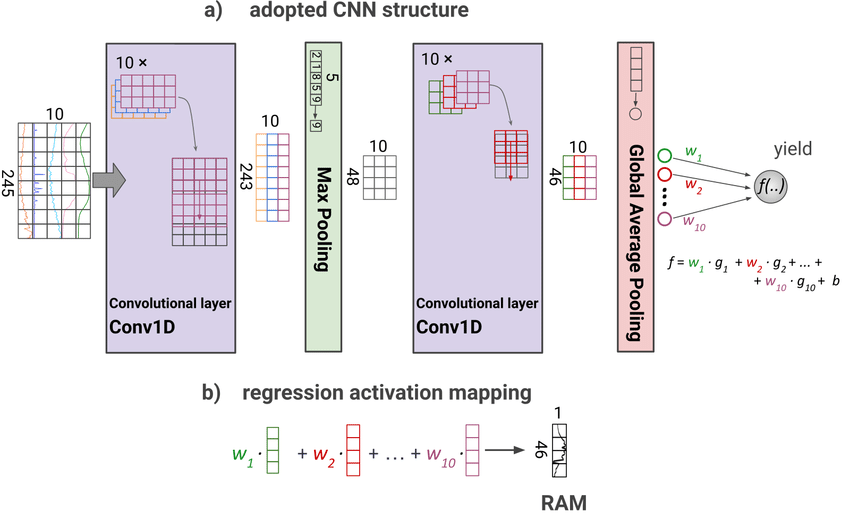 a) adopted CNN structure
10
245
10 ×
Convolutional layer
Conv1D
10
243
2 1 8 5 9
5
9
Max Pooling
10
48
10 ×
Convolutional layer
Conv1D
10
46
Global Average Pooling
w1
w2
w10
yield
f(..)
f = w1 · g1 + w2 · g2 + ... +
+ w10 · g10 + b
b) regression activation mapping
w1 · + w2 · + ... + w10 ·
1
46
RAM